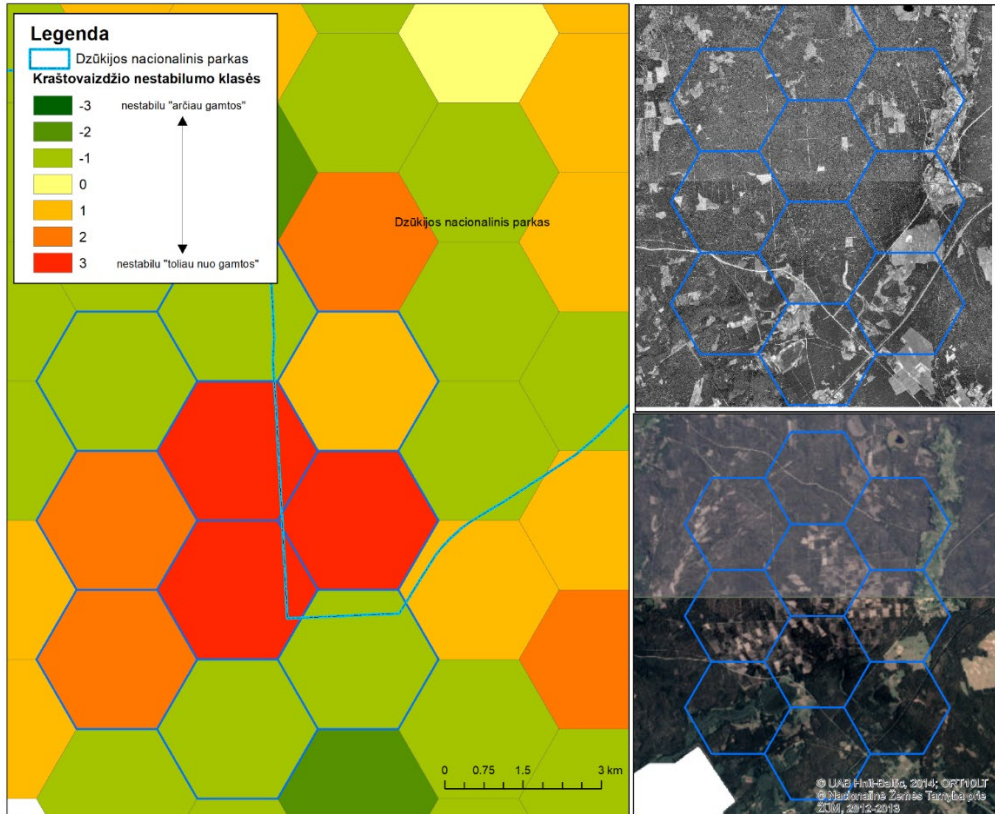 Legenda
Dzūkijos nacionalinis parkas
Kraštovaizdžio nestabilumo klasės
-3 nestabilu "arčiau gamtos"
-2
-1
0
1
2
3 nestabilu "toliau nuo gamtos"
Dzūkijos nacionalinis parkas
0 0.75 1.5 3 km
© UAB Hnit-Baltic, 2014; ORT10LT
© Nacionalinė Žemės Tarnyba prie
ŽŪM, 2012-2013